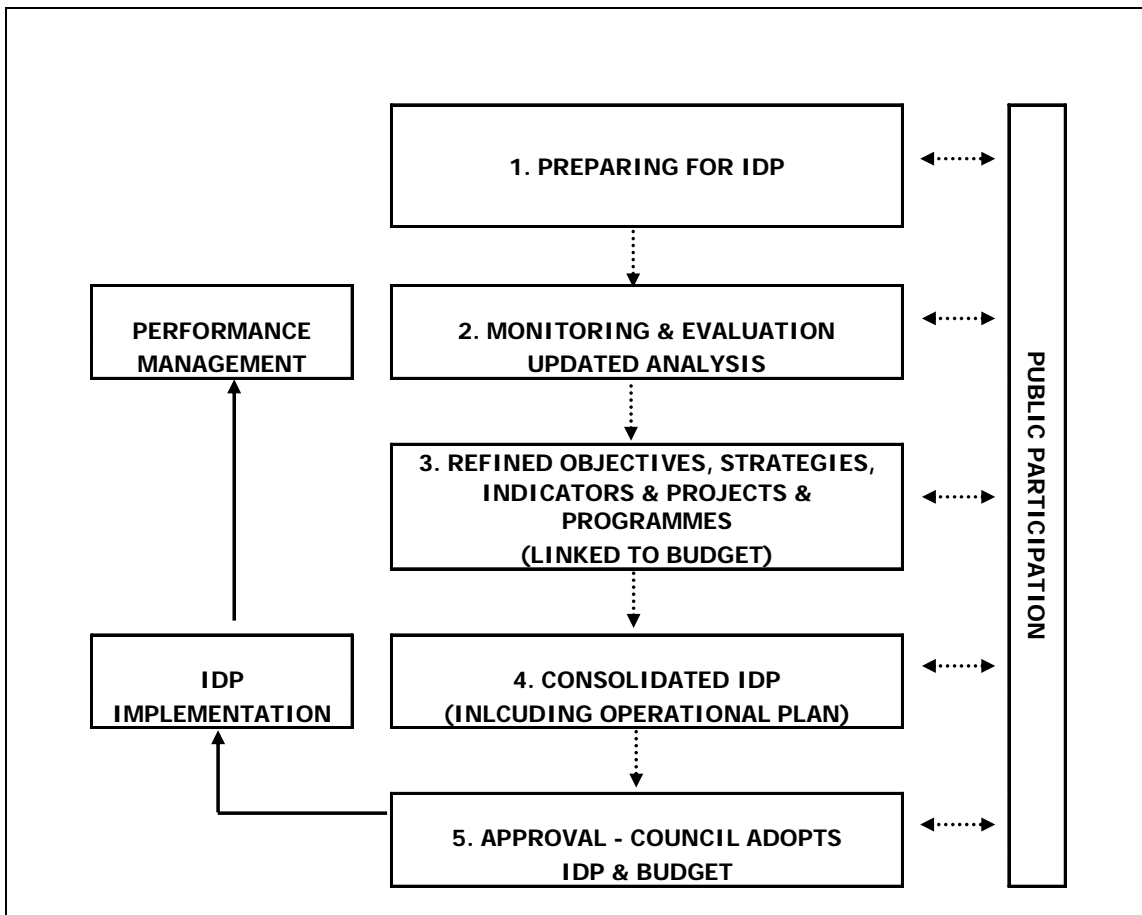 1. PREPARING FOR IDP
PERFORMANCE
MANAGEMENT
2. MONITORING & EVALUATION
UPDATED ANALYSIS
3. REFINED OBJECTIVES, STRATEGIES,
INDICATORS & PROJECTS &
PROGRAMMES
(LINKED TO BUDGET)
IDP
IMPLEMENTATION
4. CONSOLIDATED IDP
(INLCUDING OPERATIONAL PLAN)
5. APPROVAL - COUNCIL ADOPTS
IDP & BUDGET
PUBLIC PARTICIPATION